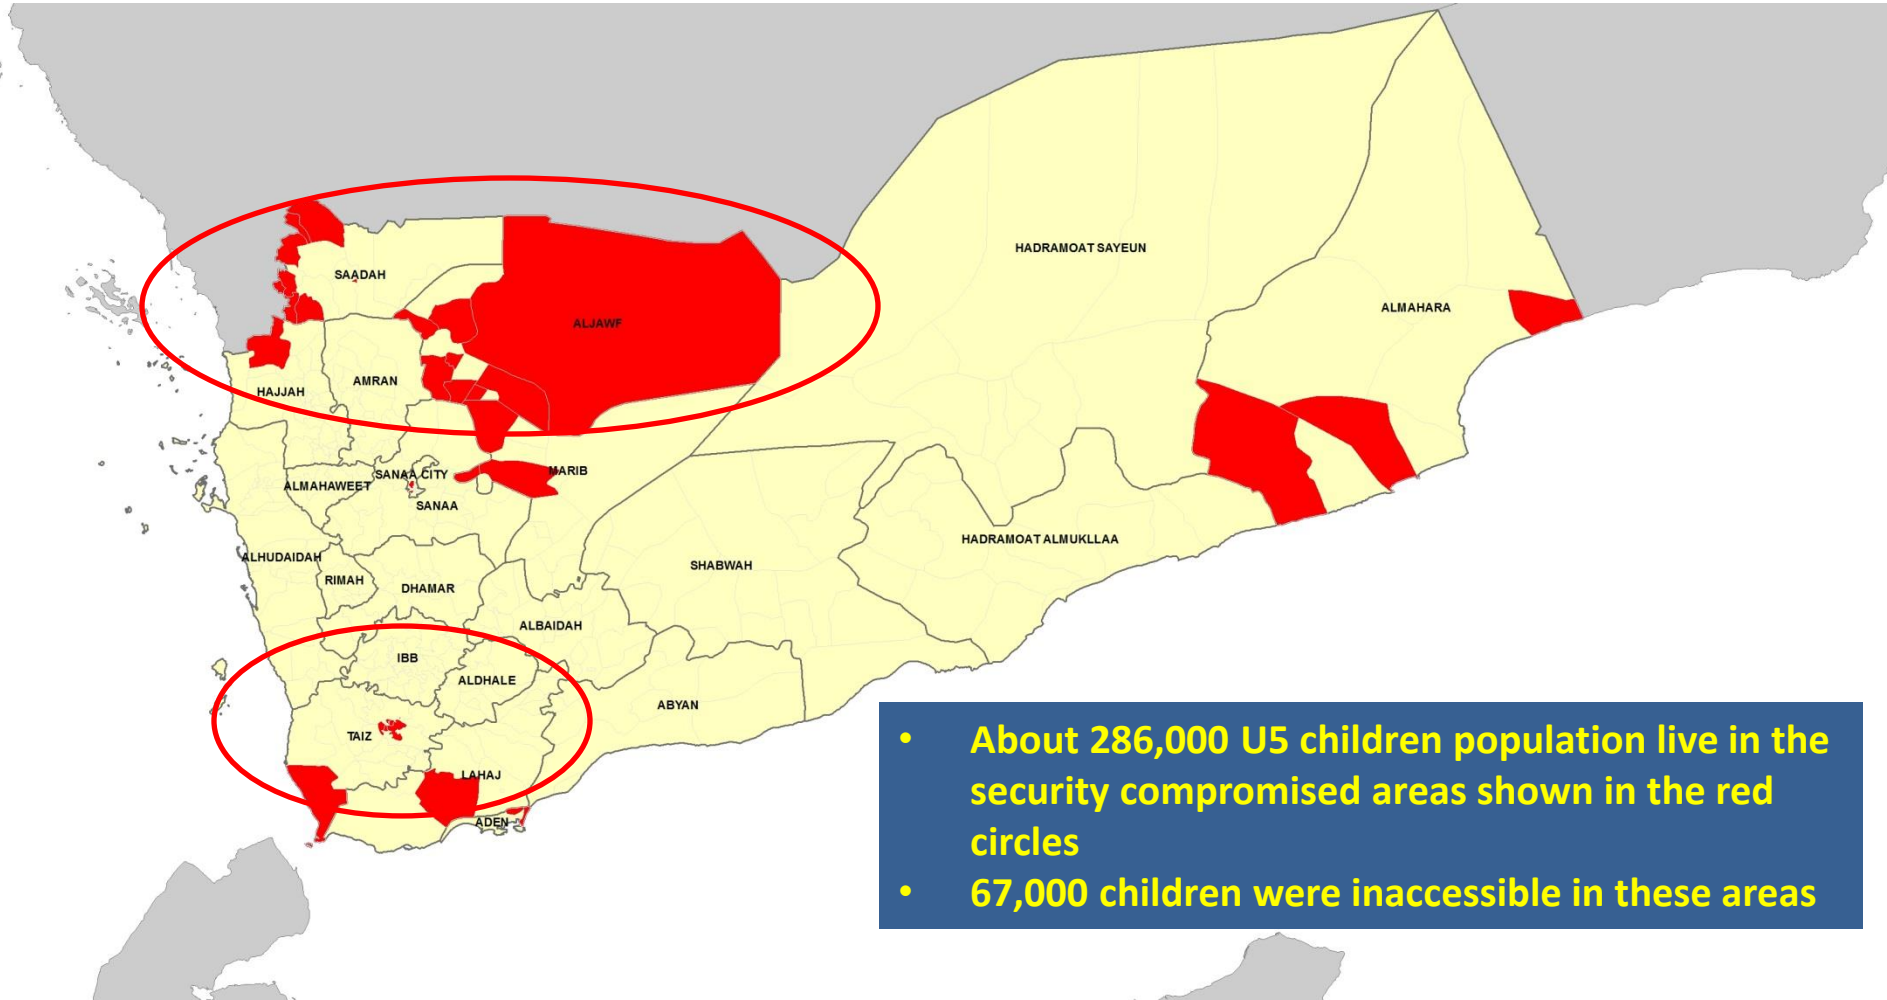 HADRAMOAT SAYEUN
SAADAH
ALMAHARA
ALJAWF
AMRAN
HAJJAH
MARIB
SANAA CITY
ALMAHAWEET
SANAA
HADRAMOAT ALMUKLLAA
ALHUDAIDAH
SHABWAH
RIMAH
DHAMAR
ALBAIDAH
IBB
ALDHALE
ABYAN
TAIZ
LAHAJ
ADEN
• About 286,000 U5 children population live in the
security compromised areas shown in the red
circles
• 67,000 children were inaccessible in these areas